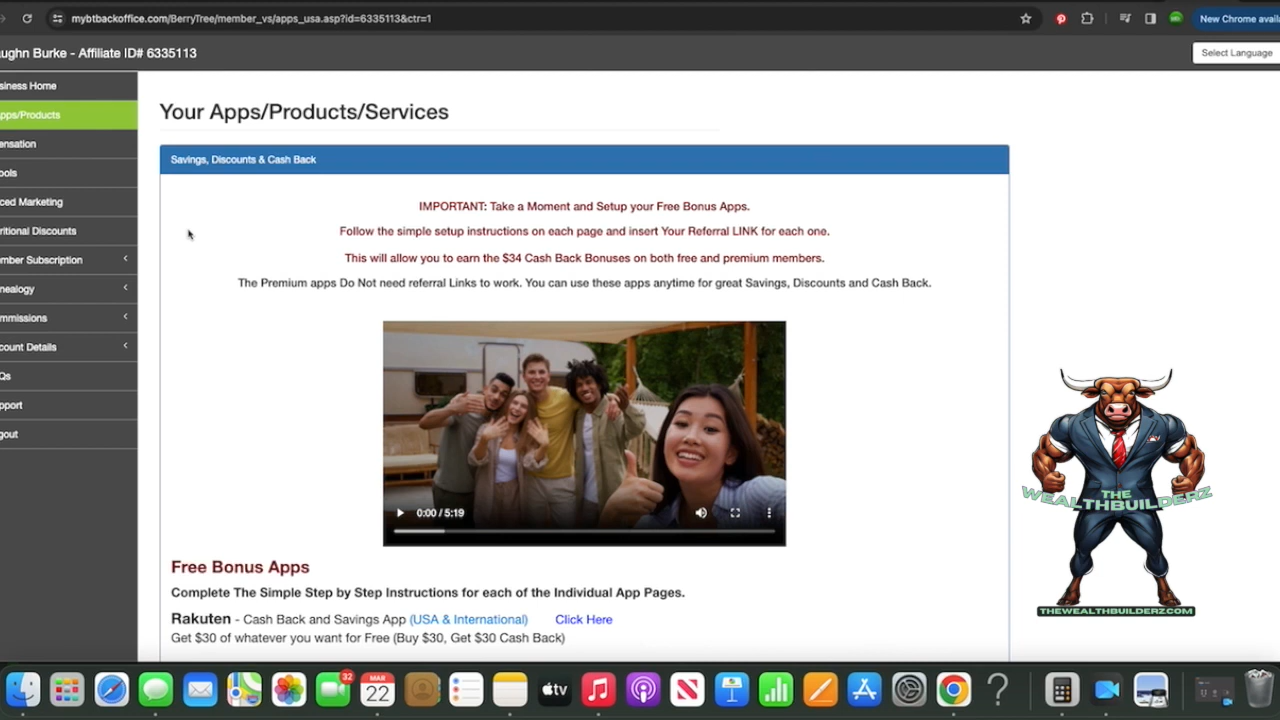 mybtbackoffice.com/BerryTree/member_vs/apps_usa.asp?id=6335113&ctr=1
New Chrome availa
aughn Burke - Affiliate ID# 6335113
Select Language
siness Home
pps/Products
ensation
ools
ced Marketing
ritional Discounts
mber Subscription
nealogy
mmissions
count Details
Qs
pport
gout
Your Apps/Products/Services
Savings, Discounts & Cash Back
IMPORTANT: Take a Moment and Setup your Free Bonus Apps.
Follow the simple setup instructions on each page and insert Your Referral LINK for each one.
This will allow you to earn the $34 Cash Back Bonuses on both free and premium members.
The Premium apps Do Not need referral Links to work. You can use these apps anytime for great Savings, Discounts and Cash Back.
0:00 / 5:19
Free Bonus Apps
Complete The Simple Step by Step Instructions for each of the Individual App Pages.
Rakuten - Cash Back and Savings App (USA & International) Click Here
Get $30 of whatever you want for Free (Buy $30, Get $30 Cash Back)
THE
WEALTHBUILDERZ
THEWEALTHBUILDERZ.COM
32
MAR
22
tv